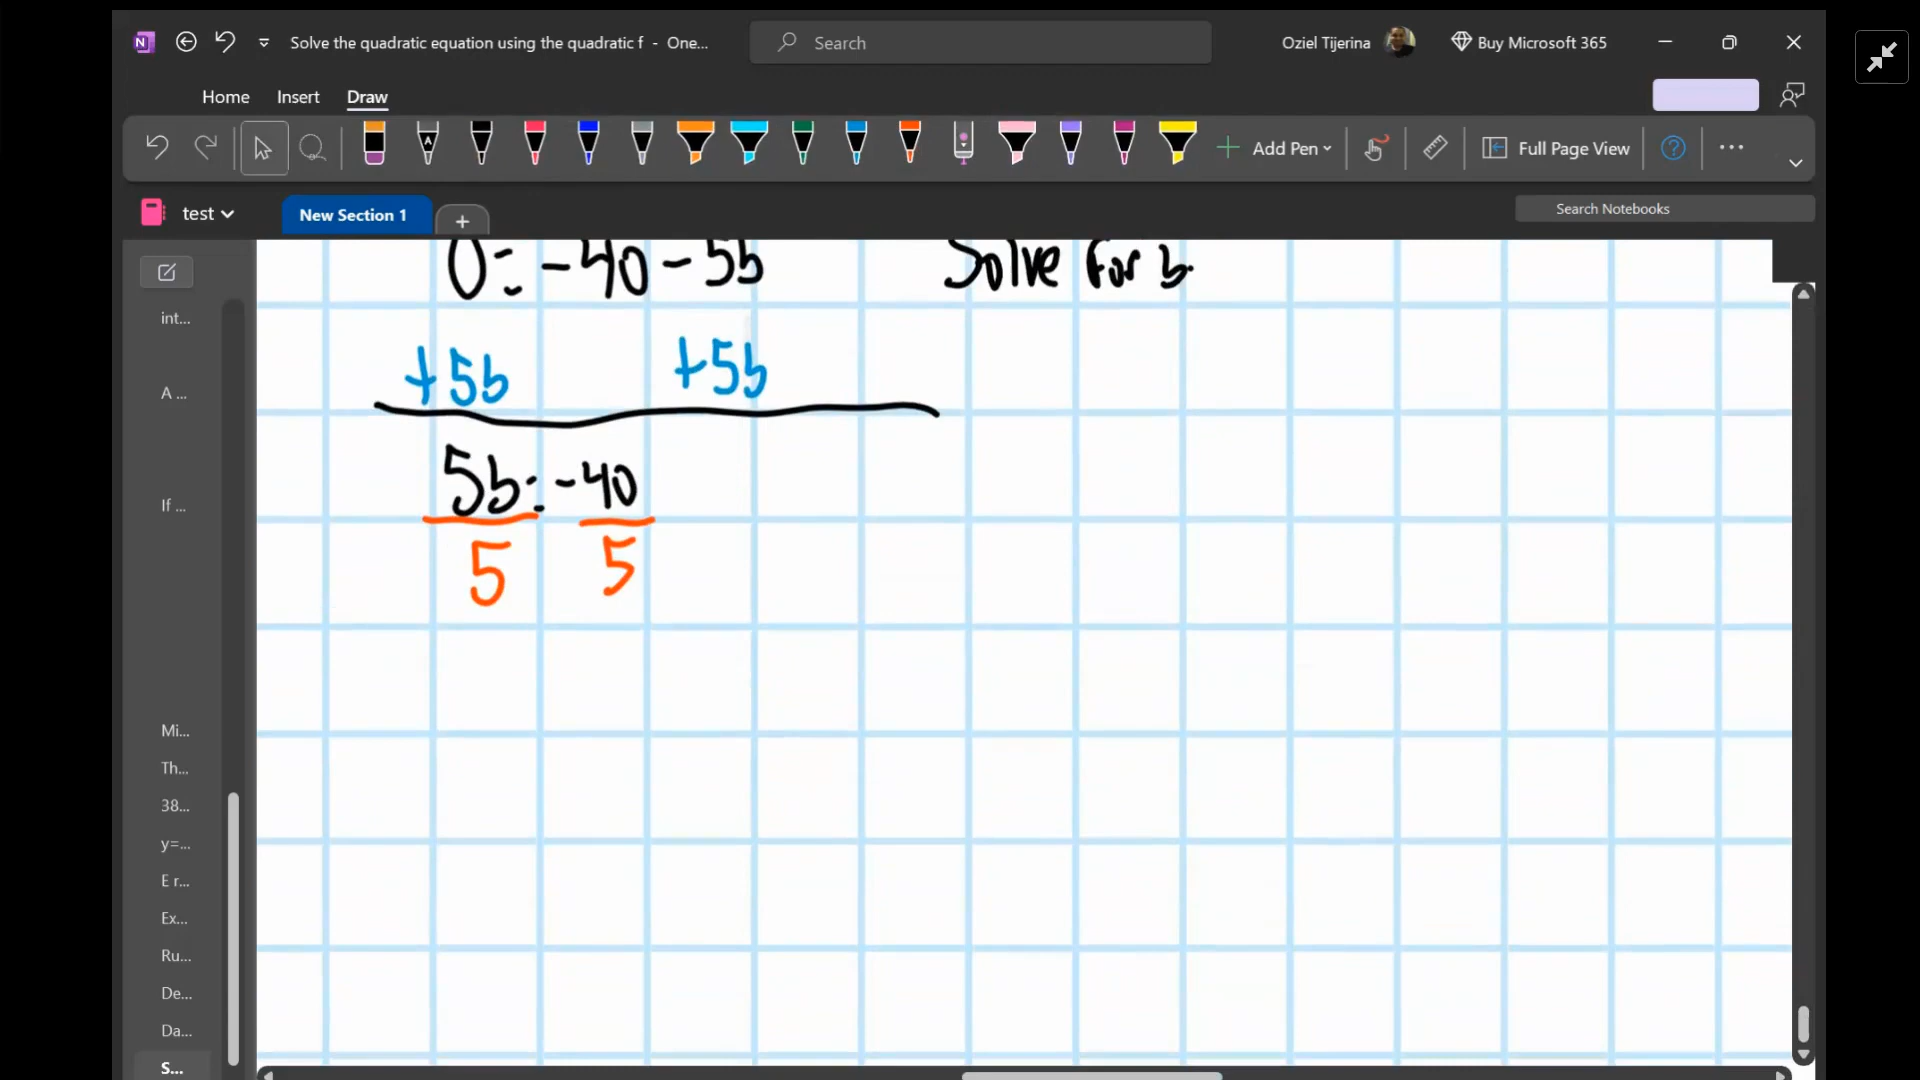 Solve the quadratic equation using the quadratic f - One...
Search
Oziel Tijerina
Buy Microsoft 365
Home Insert Draw
A
Add Pen
Full Page View
test
New Section 1
Search Notebooks
int...
A ...
If ...
Mi...
Th...
38...
y=...
E r...
Ex...
Ru...
De...
Da...
S...
0 = -40 - 5b Solve for b.
+5b +5b
5b = -40
5 5